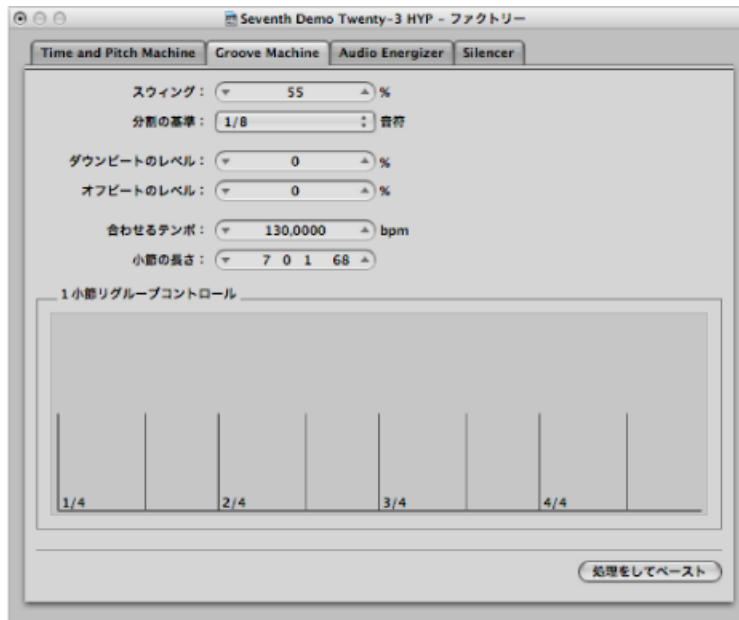 Seventh Demo Twenty-3 HYP – ファクトリー
Time and Pitch Machine Groove Machine Audio Energizer Silencer
スウィング： 55 %
分割の基準： 1/8 音符
ダウンビートのレベル： 0 %
オフビートのレベル： 0 %
合わせるテンポ： 130,0000 bpm
小節の長さ： 7 0 1 68
1小節リグループコントロール
1/4 2/4 3/4 4/4
処理をしてペースト